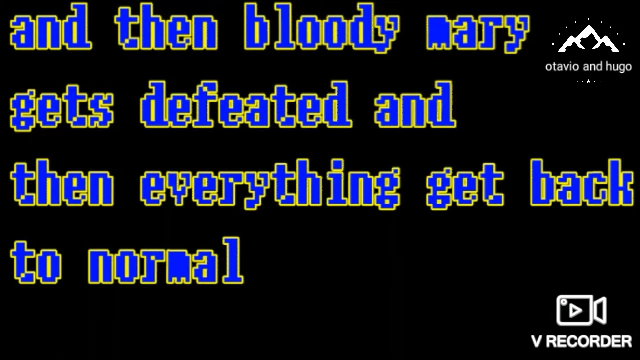 and then bloody mary
otavio and hugo
gets defeated and
then everything get back
to normal
V RECORDER